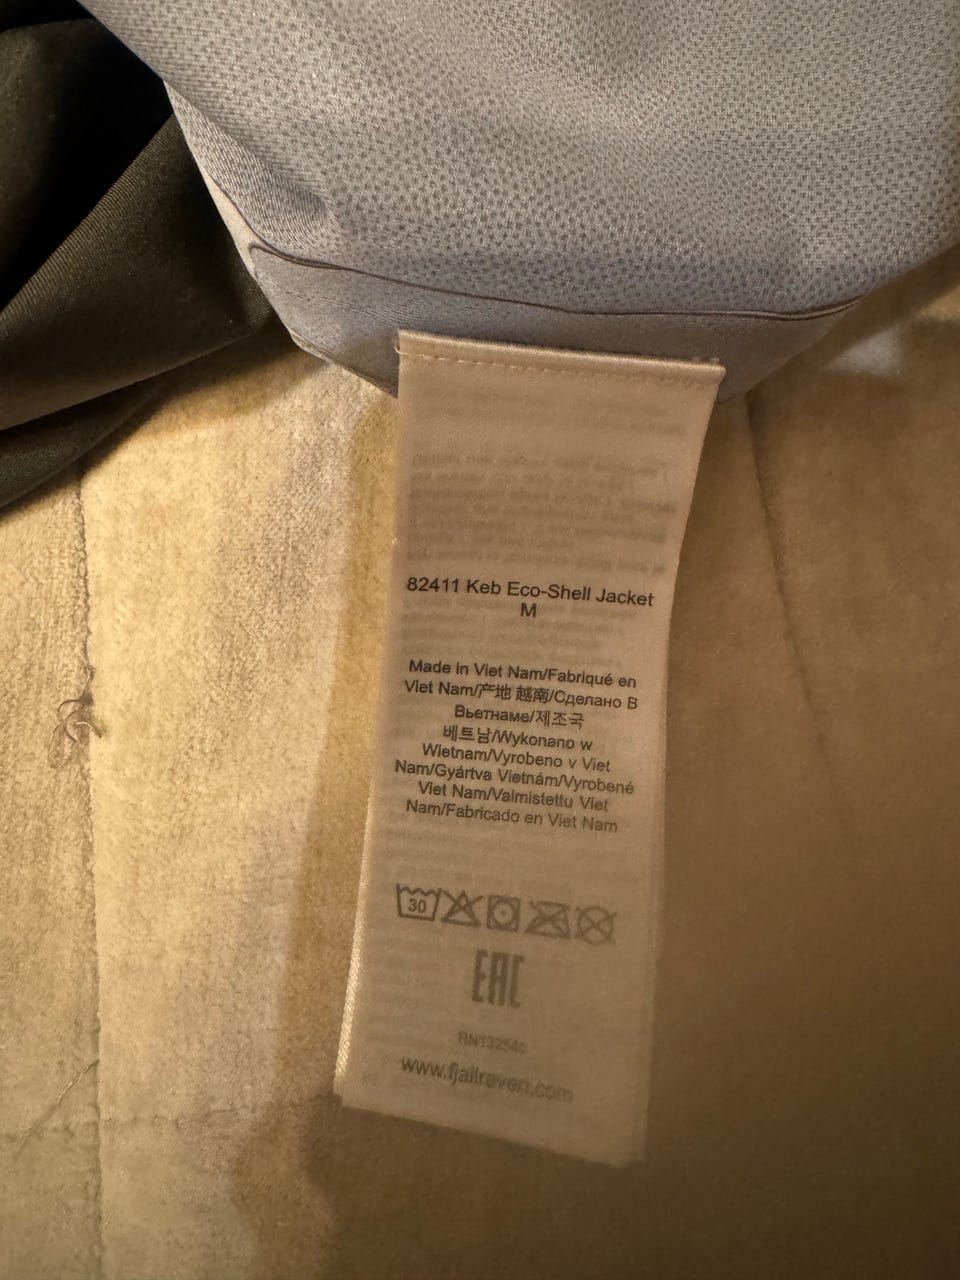 82411 Keb Eco-Shell Jacket
M
Made in Viet Nam/Fabriqué en
Viet Nam/产地 越南/Сделано В
Вьетнаме/제조국
베트남/Wykonano w
Wietnam/Vyrobeno v Viet
Nam/Gyártva Vietnám/Vyrobené
Viet Nam/Valmistettu Viet
Nam/Fabricado en Viet Nam
30
EAC
RN132540
www.fjallraven.com